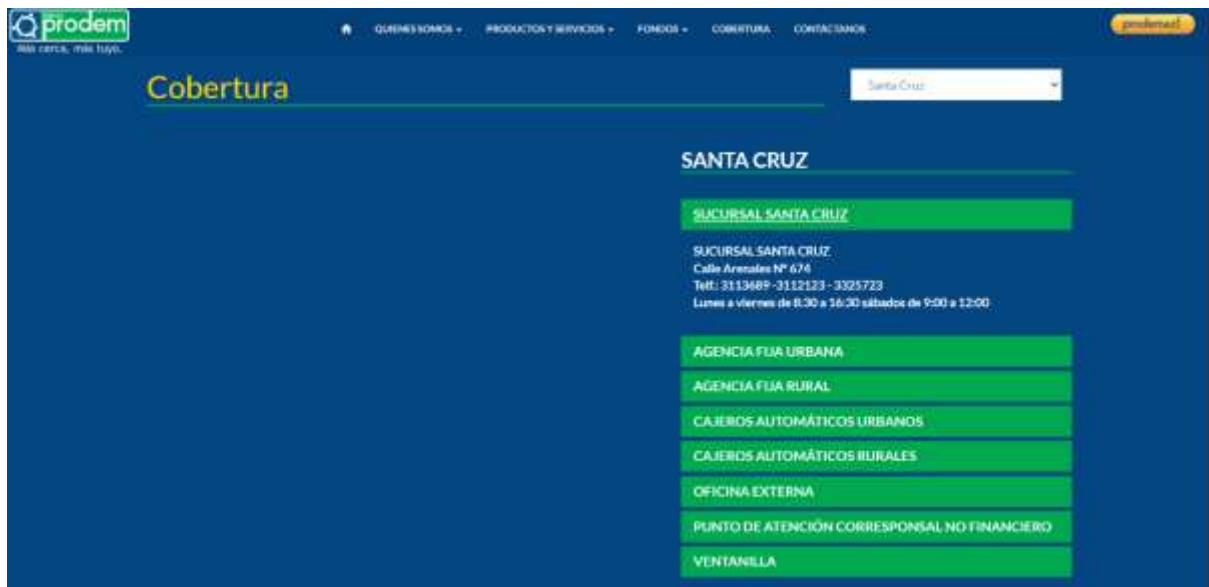 prodem
Más cerca, más tuyo.
QUIENES SOMOS
PRODUCTOS Y SERVICIOS
FONDOS
COBERTURA
CONTACTANOS
prodemazl
Cobertura
Santa Cruz
SANTA CRUZ
SUCURSAL SANTA CRUZ
SUCURSAL SANTA CRUZ
Calle Arenales Nº 674
Telf.: 3113689 -3112123 - 3325723
Lunes a viernes de 8:30 a 16:30 sábados de 9:00 a 12:00
AGENCIA FIJA URBANA
AGENCIA FIJA RURAL
CAJEROS AUTOMÁTICOS URBANOS
CAJEROS AUTOMÁTICOS RURALES
OFICINA EXTERNA
PUNTO DE ATENCIÓN CORRESPONSAL NO FINANCIERO
VENTANILLA